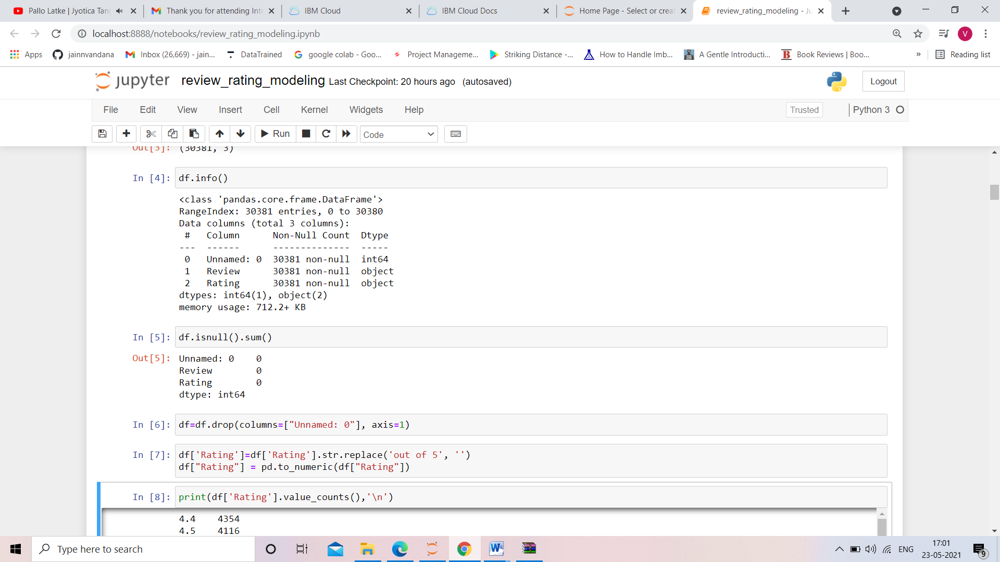 Pallo Latke | Jyotica Tan
Thank you for attending Inte
IBM Cloud
IBM Cloud Docs
Home Page - Select or creat
review_rating_modeling - Ju
localhost:8888/notebooks/review_rating_modeling.ipynb
V
Apps
jainnvandana
Inbox (26,669) - jain...
DataTrained
google colab - Goo...
Project Manageme...
Striking Distance -...
How to Handle Imb...
A Gentle Introducti...
B Book Reviews | Boo...
»
Reading list
jupyter review_rating_modeling Last Checkpoint: 20 hours ago (autosaved)
Logout
File Edit View Insert Cell Kernel Widgets Help
Trusted
Python 3
Run
Code
Out[3]: (30381, 3)
In [4]: df.info()
<class 'pandas.core.frame.DataFrame'>
RangeIndex: 30381 entries, 0 to 30380
Data columns (total 3 columns):
# Column Non-Null Count Dtype
--- ------ -------------- -----
0 Unnamed: 0 30381 non-null int64
1 Review 30381 non-null object
2 Rating 30381 non-null object
dtypes: int64(1), object(2)
memory usage: 712.2+ KB
In [5]: df.isnull().sum()
Out[5]: Unnamed: 0 0
Review 0
Rating 0
dtype: int64
In [6]: df=df.drop(columns=["Unnamed: 0"], axis=1)
In [7]: df['Rating']=df['Rating'].str.replace('out of 5', '')
df["Rating"] = pd.to_numeric(df["Rating"])
In [8]: print(df['Rating'].value_counts(),'\n')
4.4 4354
4.5 4116
Type here to search
W
ENG
17:01
23-05-2021
9